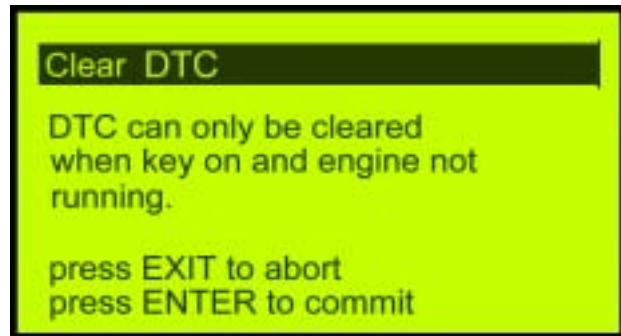 Clear DTC
DTC can only be cleared
when key on and engine not
running.
press EXIT to abort
press ENTER to commit